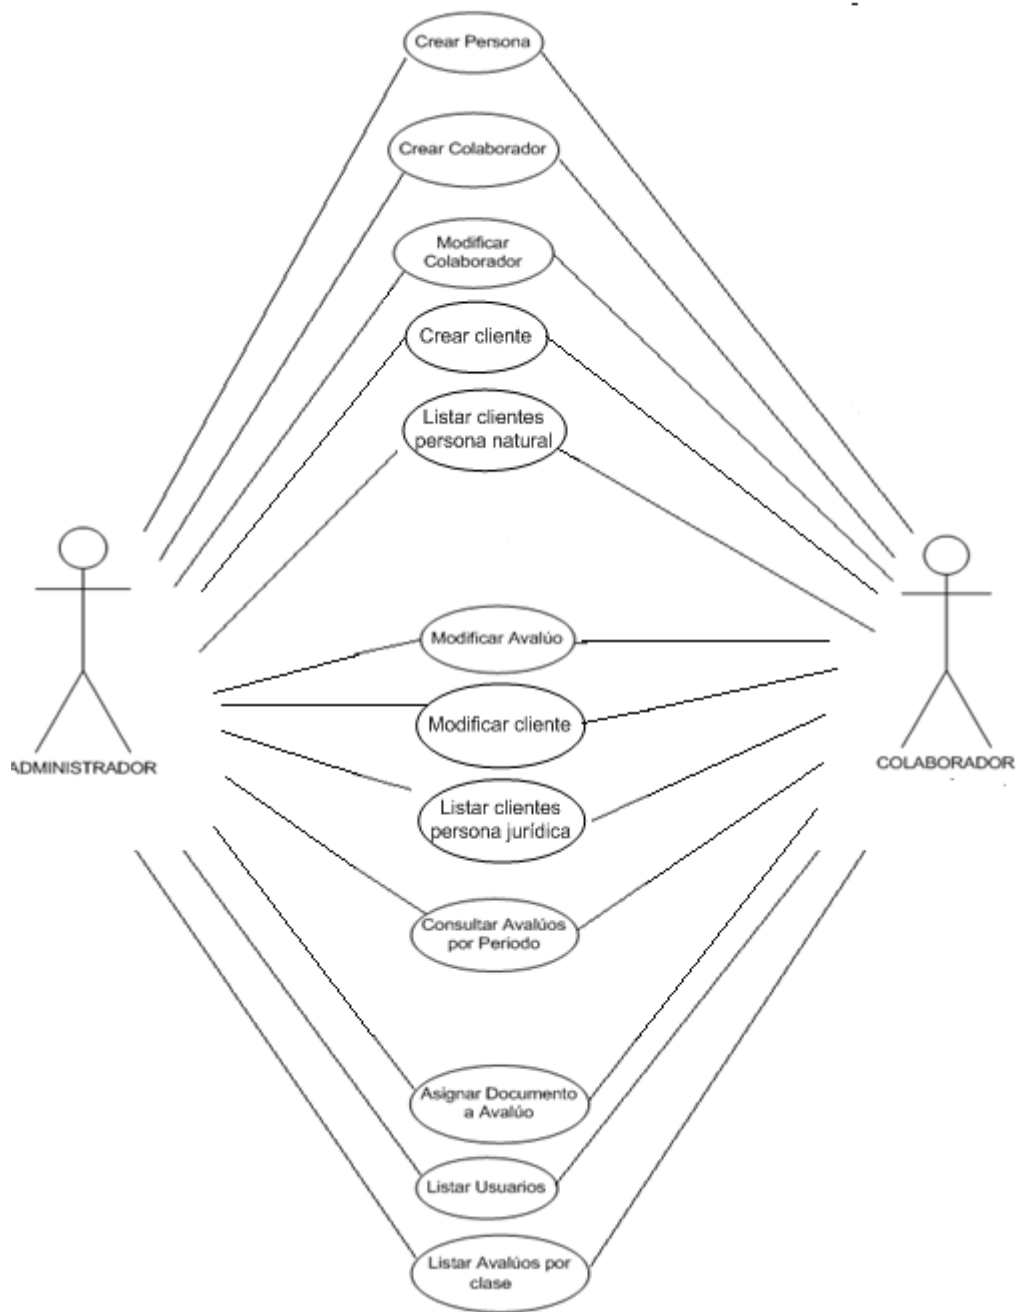 Crear Persona
Crear Colaborador
Modificar
Colaborador
Crear cliente
Listar clientes
persona natural
Modificar Avalúo
Modificar cliente
ADMINISTRADOR
COLABORADOR
Listar clientes
persona jurídica
Consultar Avalúos
por Periodo
Asignar Documento
a Avalúo
Listar Usuarios
Listar Avalúos por
clase